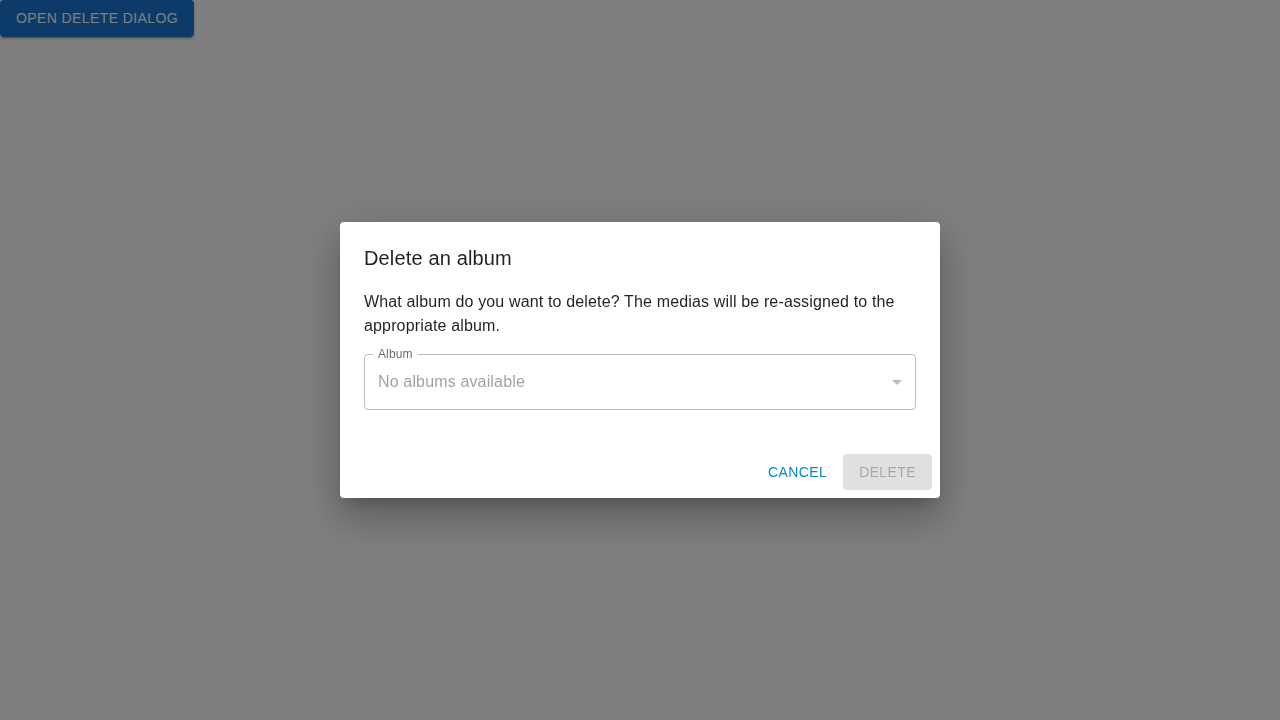 OPEN DELETE DIALOG
Delete an album
What album do you want to delete? The medias will be re-assigned to the
appropriate album.
Album
No albums available
CANCEL
DELETE